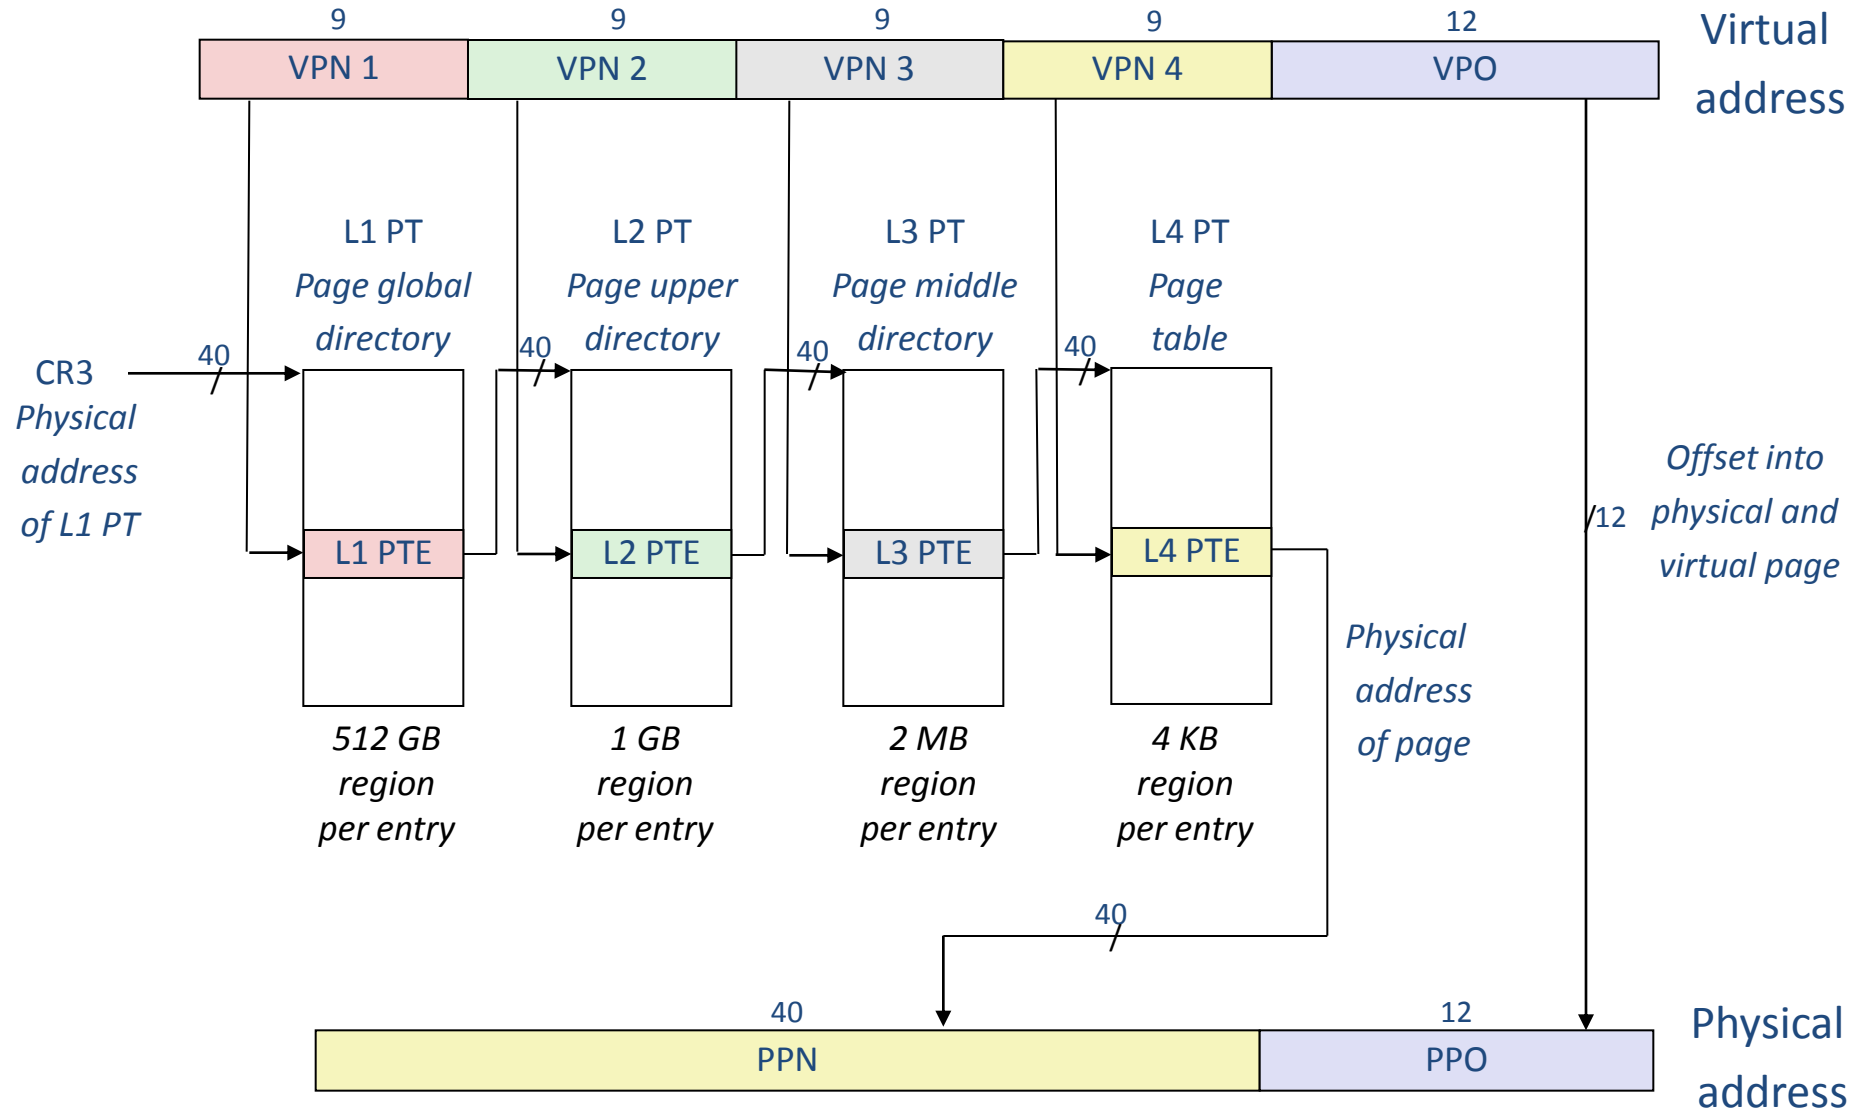 9 9 9 9 12
VPN 1 VPN 2 VPN 3 VPN 4 VPO
Virtual
address
L1 PT
Page global
directory
L2 PT
Page upper
directory
L3 PT
Page middle
directory
L4 PT
Page
table
40 40 40 40
CR3
Physical
address
of L1 PT
L1 PTE L2 PTE L3 PTE L4 PTE
12
Offset into
physical and
virtual page
512 GB
region
per entry
1 GB
region
per entry
2 MB
region
per entry
4 KB
region
per entry
Physical
address
of page
40
40 12
PPN PPO
Physical
address